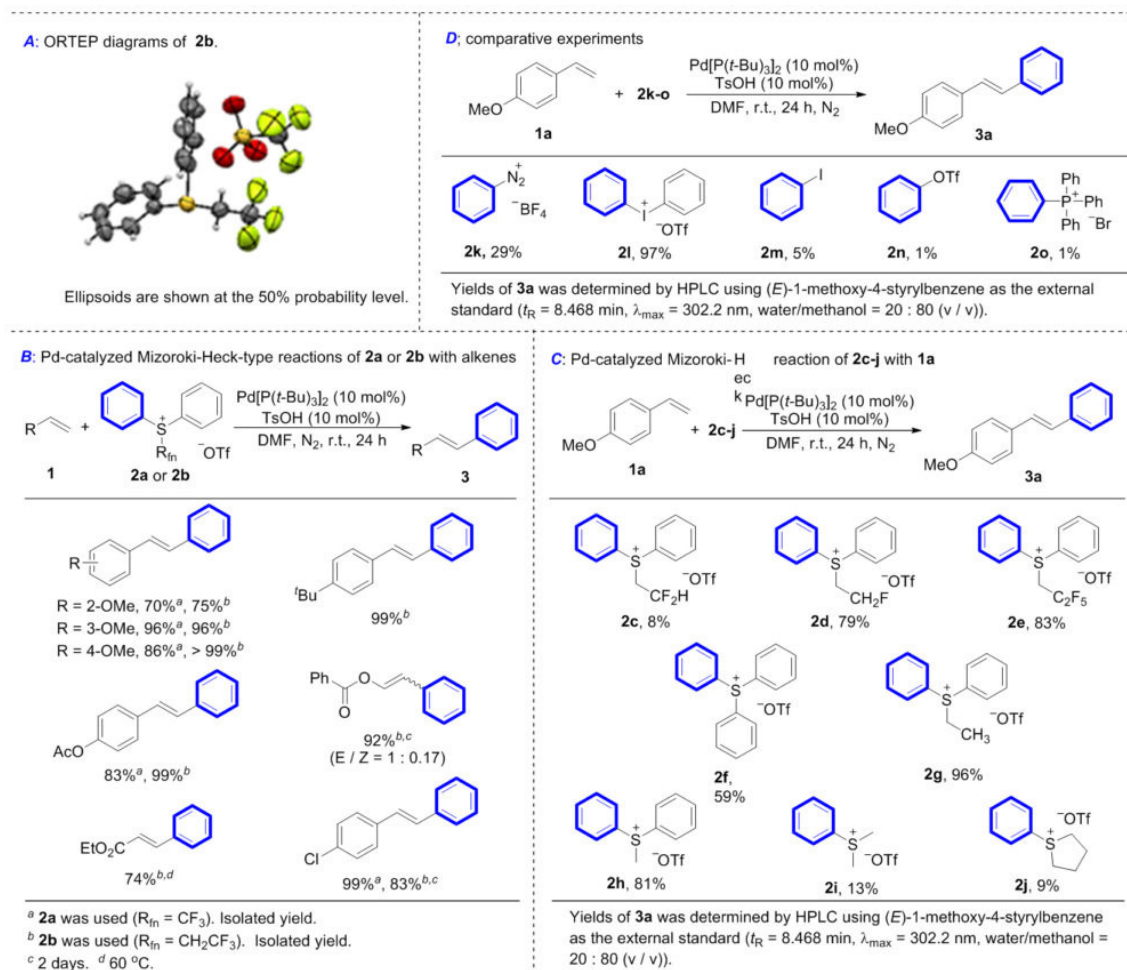 A: ORTEP diagrams of 2b.
Ellipsoids are shown at the 50% probability level.
D; comparative experiments
MeO
1a
+ 2k-o
Pd[P(t-Bu)3]2 (10 mol%)
TsOH (10 mol%)
DMF, r.t., 24 h, N2
MeO
3a
N2+
−BF4
2k, 29%
I+
−OTf
2l, 97%
I
2m, 5%
OTf
2n, 1%
Ph
P+
Ph
Ph
−Br
2o, 1%
Yields of 3a was determined by HPLC using (E)-1-methoxy-4-styrylbenzene as the external
standard (tR = 8.468 min, λmax = 302.2 nm, water/methanol = 20 : 80 (v / v)).
B: Pd-catalyzed Mizoroki-Heck-type reactions of 2a or 2b with alkenes
R
1
+
S+
Rfn
−OTf
2a or 2b
Pd[P(t-Bu)3]2 (10 mol%)
TsOH (10 mol%)
DMF, N2, r.t., 24 h
R
3
R
R = 2-OMe, 70%a, 75%b
R = 3-OMe, 96%a, 96%b
R = 4-OMe, 86%a, > 99%b
tBu
99%b
AcO
83%a, 99%b
Ph
O
O
92%b,c
(E / Z = 1 : 0.17)
EtO2C
74%b,d
Cl
99%a, 83%b,c
a 2a was used (Rfn = CF3). Isolated yield.
b 2b was used (Rfn = CH2CF3). Isolated yield.
c 2 days. d 60 oC.
C: Pd-catalyzed Mizoroki-H reaction of 2c-j with 1a
ec
k
MeO
1a
+ 2c-j
Pd[P(t-Bu)3]2 (10 mol%)
TsOH (10 mol%)
DMF, r.t., 24 h, N2
MeO
3a
S+
−OTf
CF2H
2c, 8%
S+
−OTf
CH2F
2d, 79%
S+
−OTf
C2F5
2e, 83%
S+
−OTf
2f,
59%
S+
−OTf
CH3
2g, 96%
S+
−OTf
2h, 81%
S+
−OTf
2i, 13%
−OTf
S+
2j, 9%
Yields of 3a was determined by HPLC using (E)-1-methoxy-4-styrylbenzene
as the external standard (tR = 8.468 min, λmax = 302.2 nm, water/methanol =
20 : 80 (v / v)).